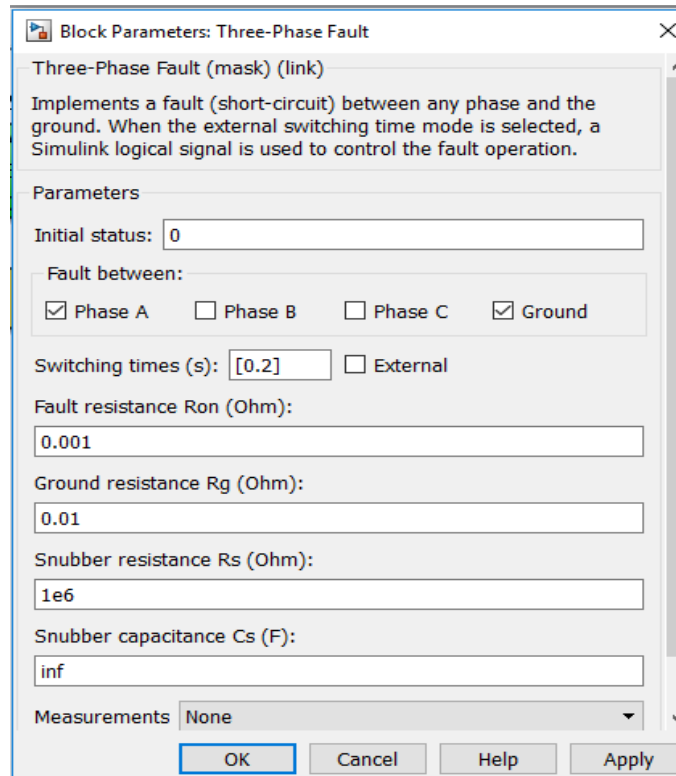 Block Parameters: Three-Phase Fault
Three-Phase Fault (mask) (link)
Implements a fault (short-circuit) between any phase and the
ground. When the external switching time mode is selected, a
Simulink logical signal is used to control the fault operation.
Parameters
Initial status: 0
Fault between:
Phase A Phase B Phase C Ground
Switching times (s): [0.2] External
Fault resistance Ron (Ohm):
0.001
Ground resistance Rg (Ohm):
0.01
Snubber resistance Rs (Ohm):
1e6
Snubber capacitance Cs (F):
inf
Measurements None
OK Cancel Help Apply